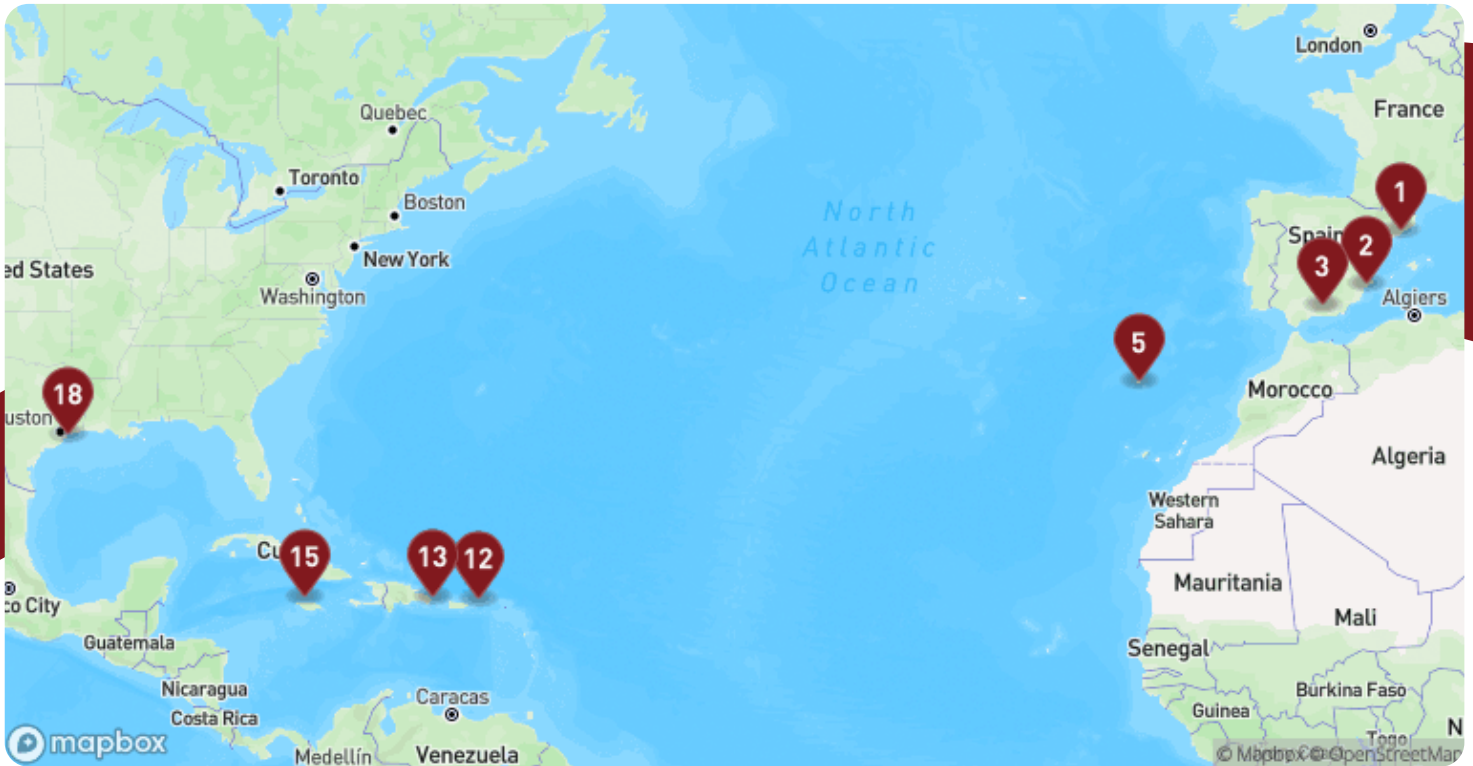 London
France
Quebec
1
Toronto
Boston
North
Atlantic
Ocean
Spain
2
New York
3
ed States
Washington
Algiers
5
18
uston
Morocco
Algeria
Western
Sahara
Cu
15
13
12
Mauritania
co City
Mali
Guatemala
Senegal
Nicaragua
Caracas
Burkina Faso
Costa Rica
Guinea
N
Togo
Medellín
Venezuela
mapbox
© Mapbox © OpenStreetMap